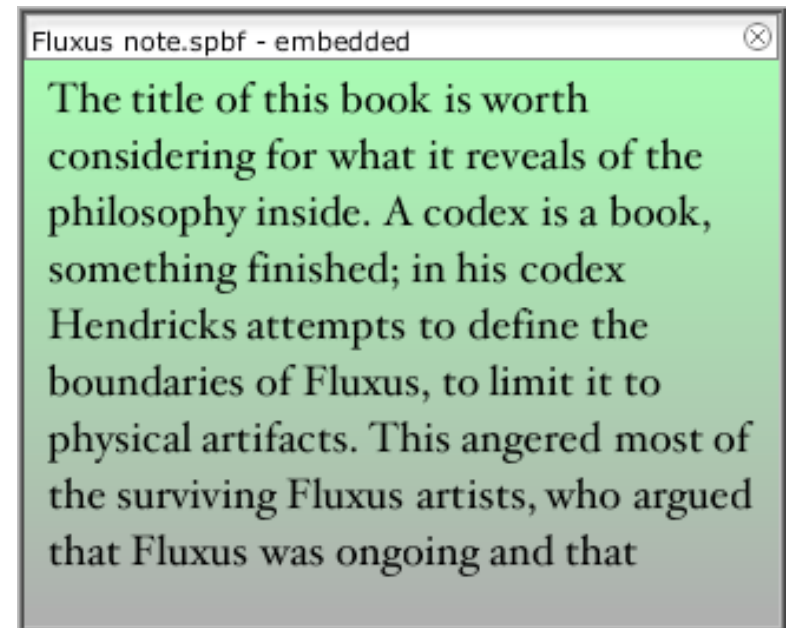 Fluxus note.spbf - embedded
The title of this book is worth
considering for what it reveals of the
philosophy inside. A codex is a book,
something finished; in his codex
Hendricks attempts to define the
boundaries of Fluxus, to limit it to
physical artifacts. This angered most of
the surviving Fluxus artists, who argued
that Fluxus was ongoing and that